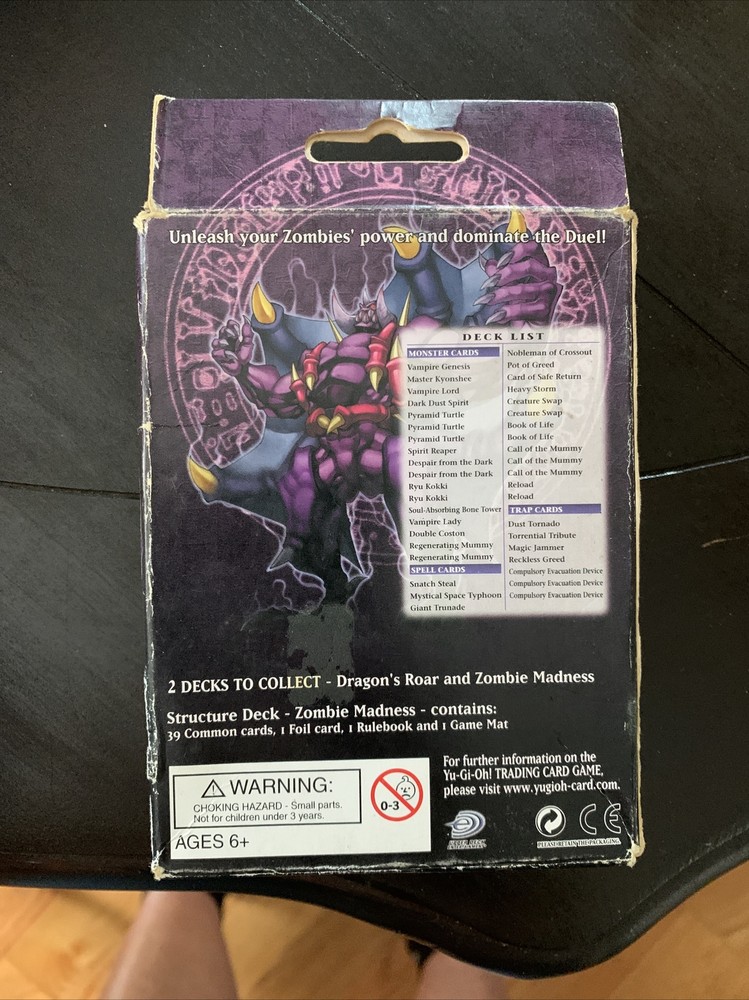 Unleash your Zombies' power and dominate the Duel!
DECK LIST
MONSTER CARDS
Vampire Genesis
Master Kyonshee
Vampire Lord
Dark Dust Spirit
Pyramid Turtle
Pyramid Turtle
Pyramid Turtle
Spirit Reaper
Despair from the Dark
Despair from the Dark
Ryu Kokki
Ryu Kokki
Soul-Absorbing Bone Tower
Vampire Lady
Double Coston
Regenerating Mummy
Regenerating Mummy
SPELL CARDS
Snatch Steal
Mystical Space Typhoon
Giant Trunade
Nobleman of Crossout
Pot of Greed
Card of Safe Return
Heavy Storm
Creature Swap
Creature Swap
Book of Life
Book of Life
Call of the Mummy
Call of the Mummy
Call of the Mummy
Reload
Reload
TRAP CARDS
Dust Tornado
Torrential Tribute
Magic Jammer
Reckless Greed
Compulsory Evacuation Device
Compulsory Evacuation Device
Compulsory Evacuation Device
2 DECKS TO COLLECT - Dragon's Roar and Zombie Madness
Structure Deck - Zombie Madness - contains:
39 Common cards, 1 Foil card, 1 Rulebook and 1 Game Mat
WARNING:
CHOKING HAZARD - Small parts.
Not for children under 3 years.
AGES 6+
0-3
For further information on the
Yu-Gi-Oh! TRADING CARD GAME,
please visit www.yugioh-card.com.
UPPER DECK
ENTERTAINMENT
CE
PLEASE RETAIN THE PACKAGING